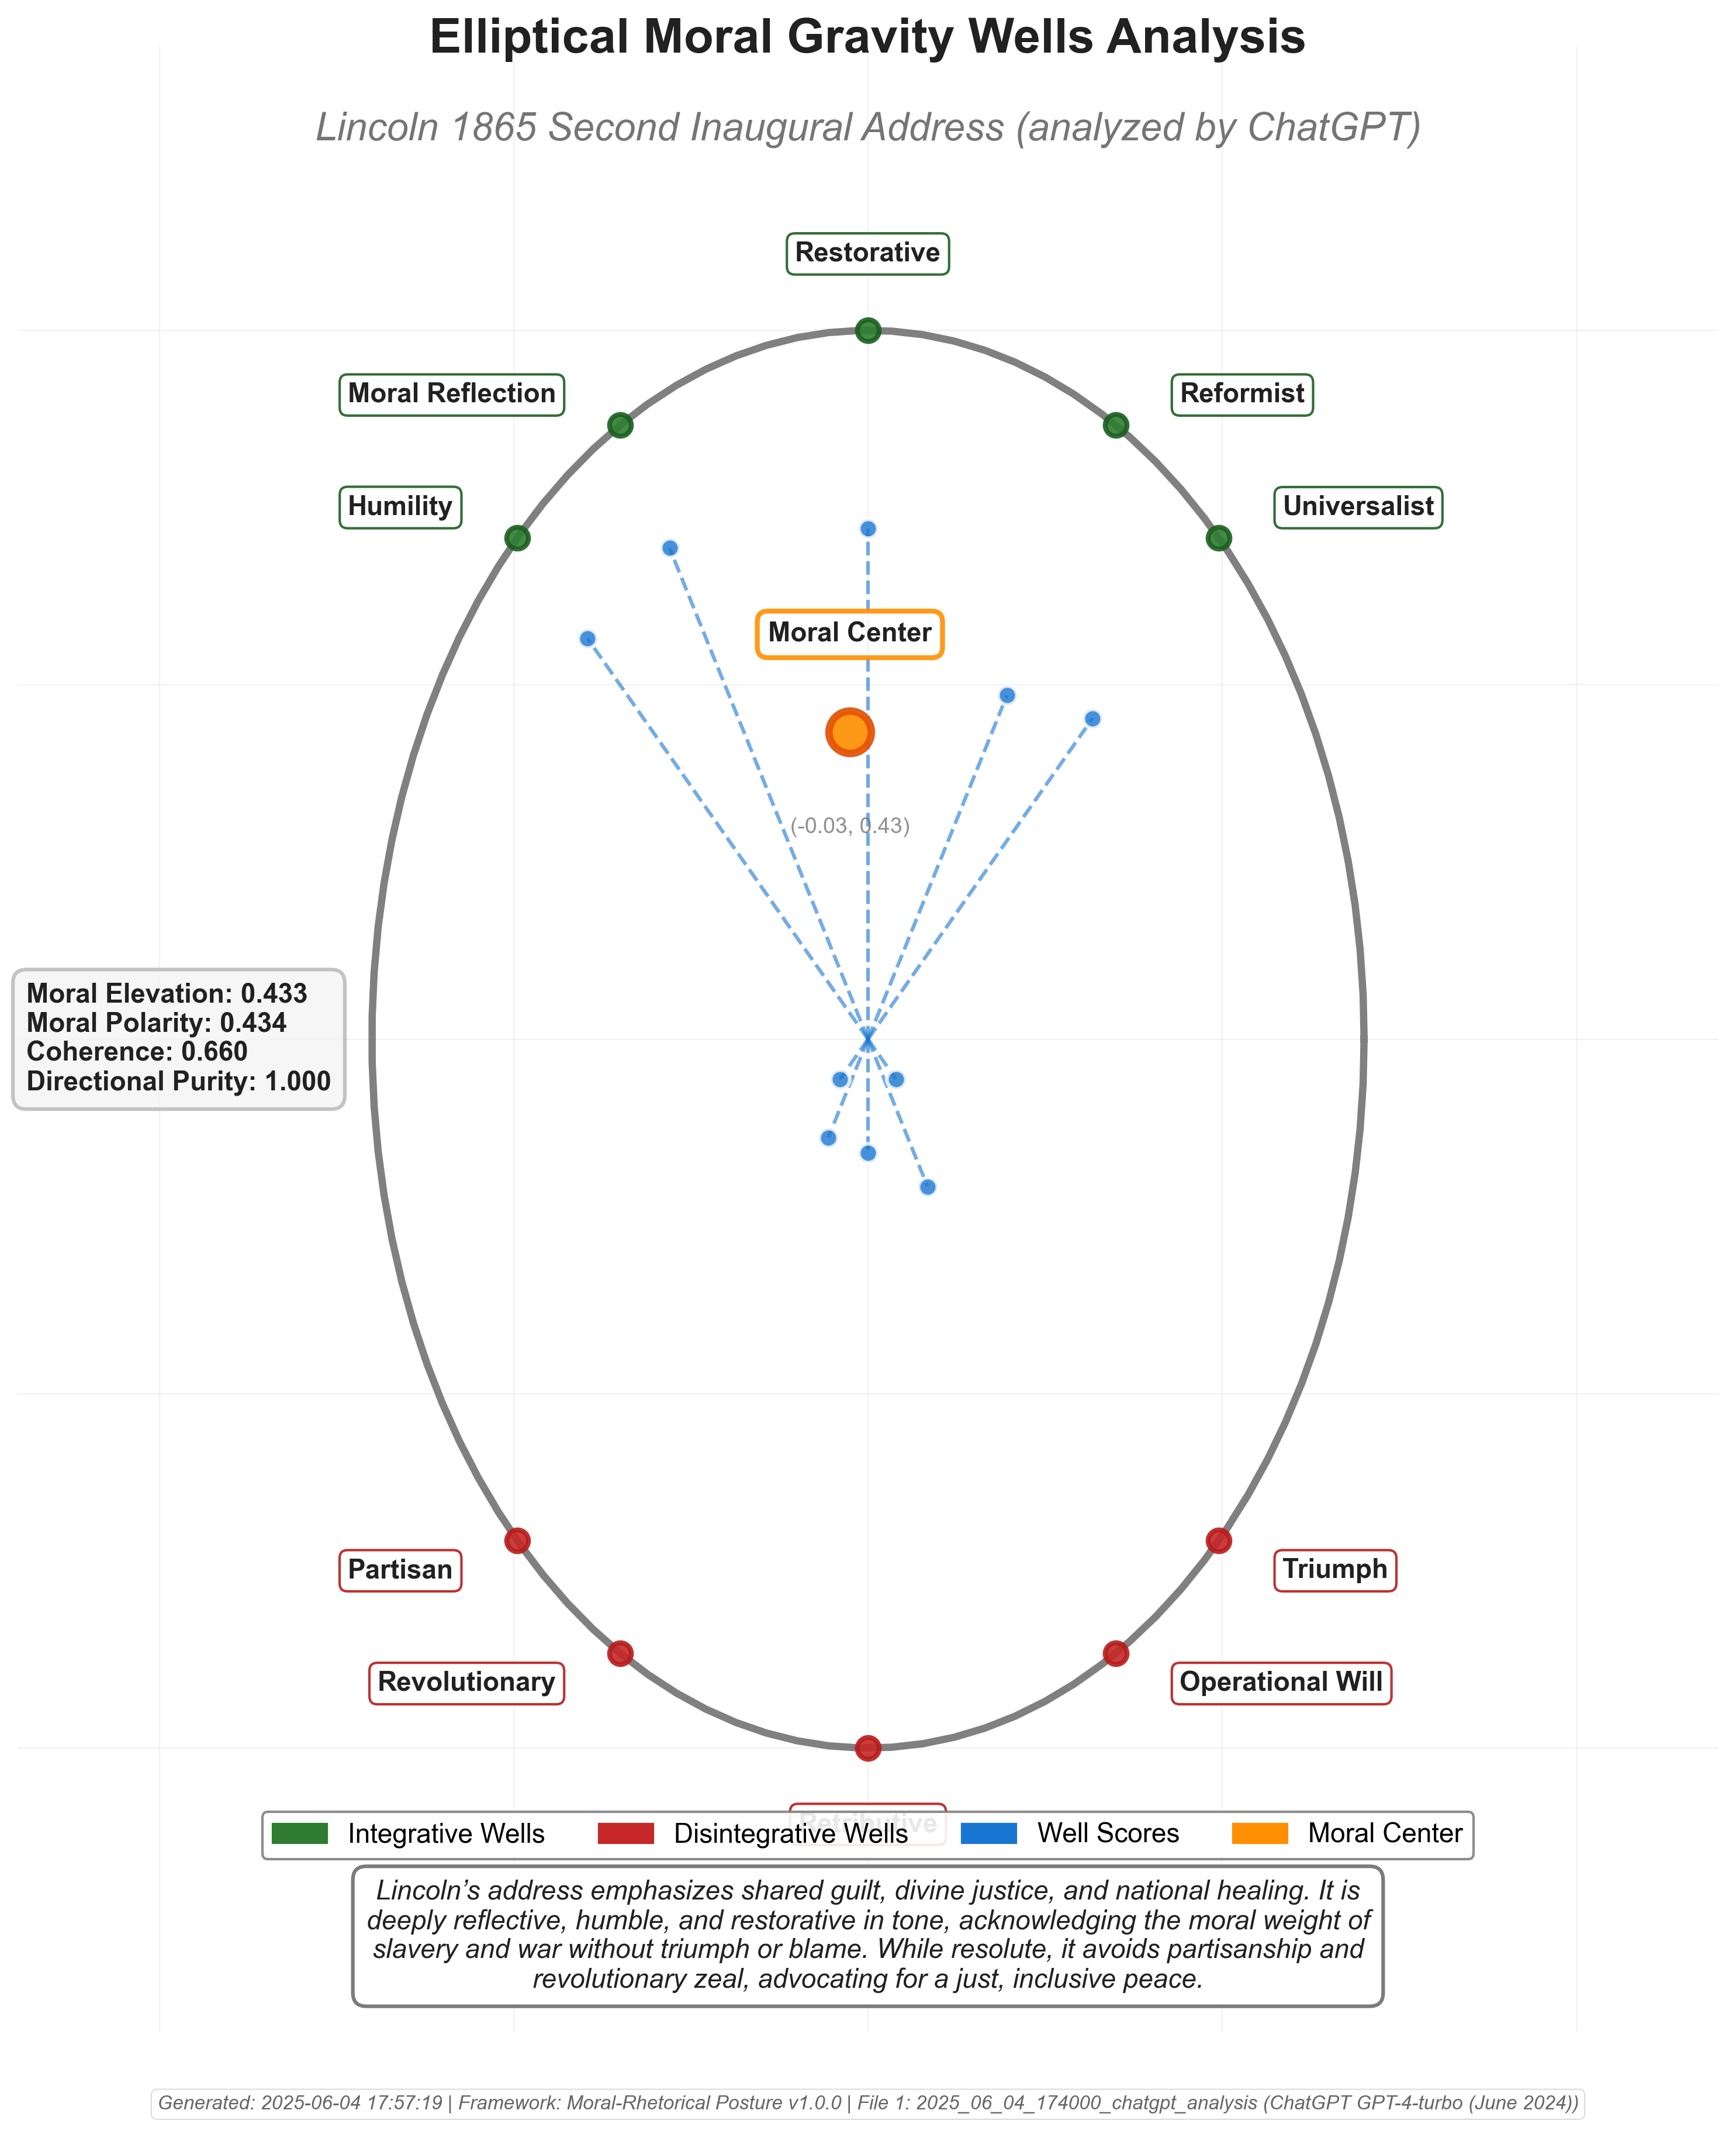 Elliptical Moral Gravity Wells Analysis
Lincoln 1865 Second Inaugural Address (analyzed by ChatGPT)
Restorative
Moral Reflection
Reformist
Humility
Universalist
Moral Center
(-0.03, 0.43)
Moral Elevation: 0.433
Moral Polarity: 0.434
Coherence: 0.660
Directional Purity: 1.000
Partisan
Triumph
Revolutionary
Operational Will
Retributive
Integrative Wells
Disintegrative Wells
Well Scores
Moral Center
Lincoln’s address emphasizes shared guilt, divine justice, and national healing. It is
deeply reflective, humble, and restorative in tone, acknowledging the moral weight of
slavery and war without triumph or blame. While resolute, it avoids partisanship and
revolutionary zeal, advocating for a just, inclusive peace.
Generated: 2025-06-04 17:57:19 | Framework: Moral-Rhetorical Posture v1.0.0 | File 1: 2025_06_04_174000_chatgpt_analysis (ChatGPT GPT-4-turbo (June 2024))